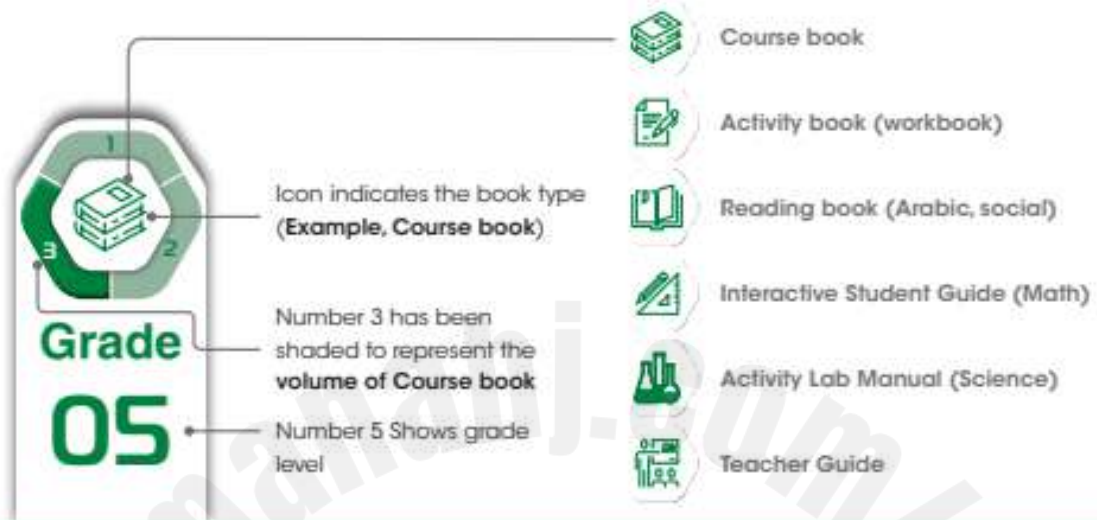 Course book
Activity book (workbook)
Reading book (Arabic, social)
Interactive Student Guide (Math)
Activity Lab Manual (Science)
Teacher Guide
1
2
3
Grade
05
Icon indicates the book type
(Example, Course book)
Number 3 has been
shaded to represent the
volume of Course book
Number 5 Shows grade
level
manahj.com/